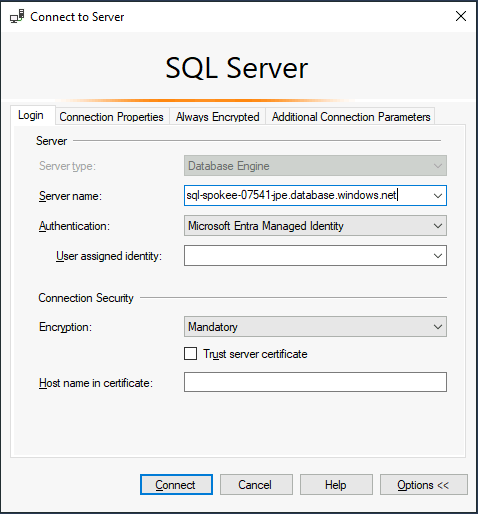 Connect to Server
SQL Server
Login Connection Properties Always Encrypted Additional Connection Parameters
Server
Server type: Database Engine
Server name: sql-spokee-07541-jpe.database.windows.net
Authentication: Microsoft Entra Managed Identity
User assigned identity:
Connection Security
Encryption: Mandatory
Trust server certificate
Host name in certificate:
Connect Cancel Help Options <<